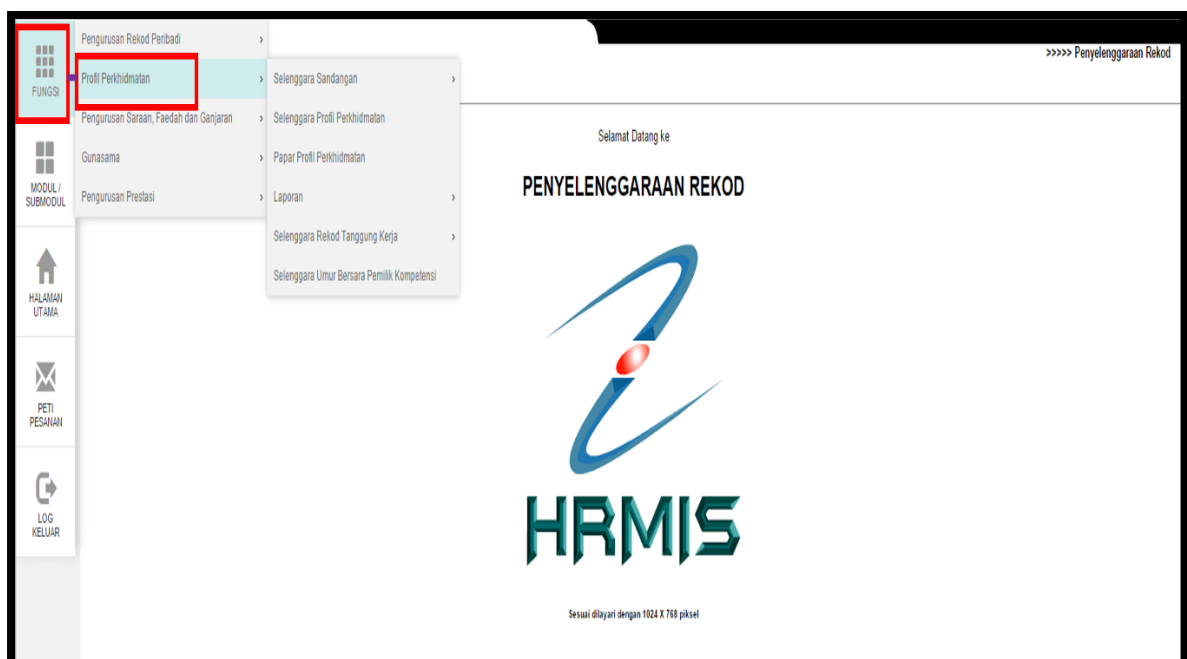 >>>>> Penyelenggaraan Rekod
FUNGSI
MODUL /
SUBMODUL
HALAMAN
UTAMA
PETI
PESANAN
LOG
KELUAR
Pengurusan Rekod Peribadi >
Profil Perkhidmatan >
Pengurusan Saraan, Faedah dan Ganjaran >
Gunasama >
Pengurusan Prestasi >
Selenggara Sandangan >
Selenggara Profil Perkhidmatan
Papar Profil Perkhidmatan
Laporan >
Selenggara Rekod Tanggung Kerja >
Selenggara Umur Bersara Pemilik Kompetensi
Selamat Datang ke
PENYELENGGARAAN REKOD
HRMIS
Sesuai dilayari dengan 1024 X 768 piksel